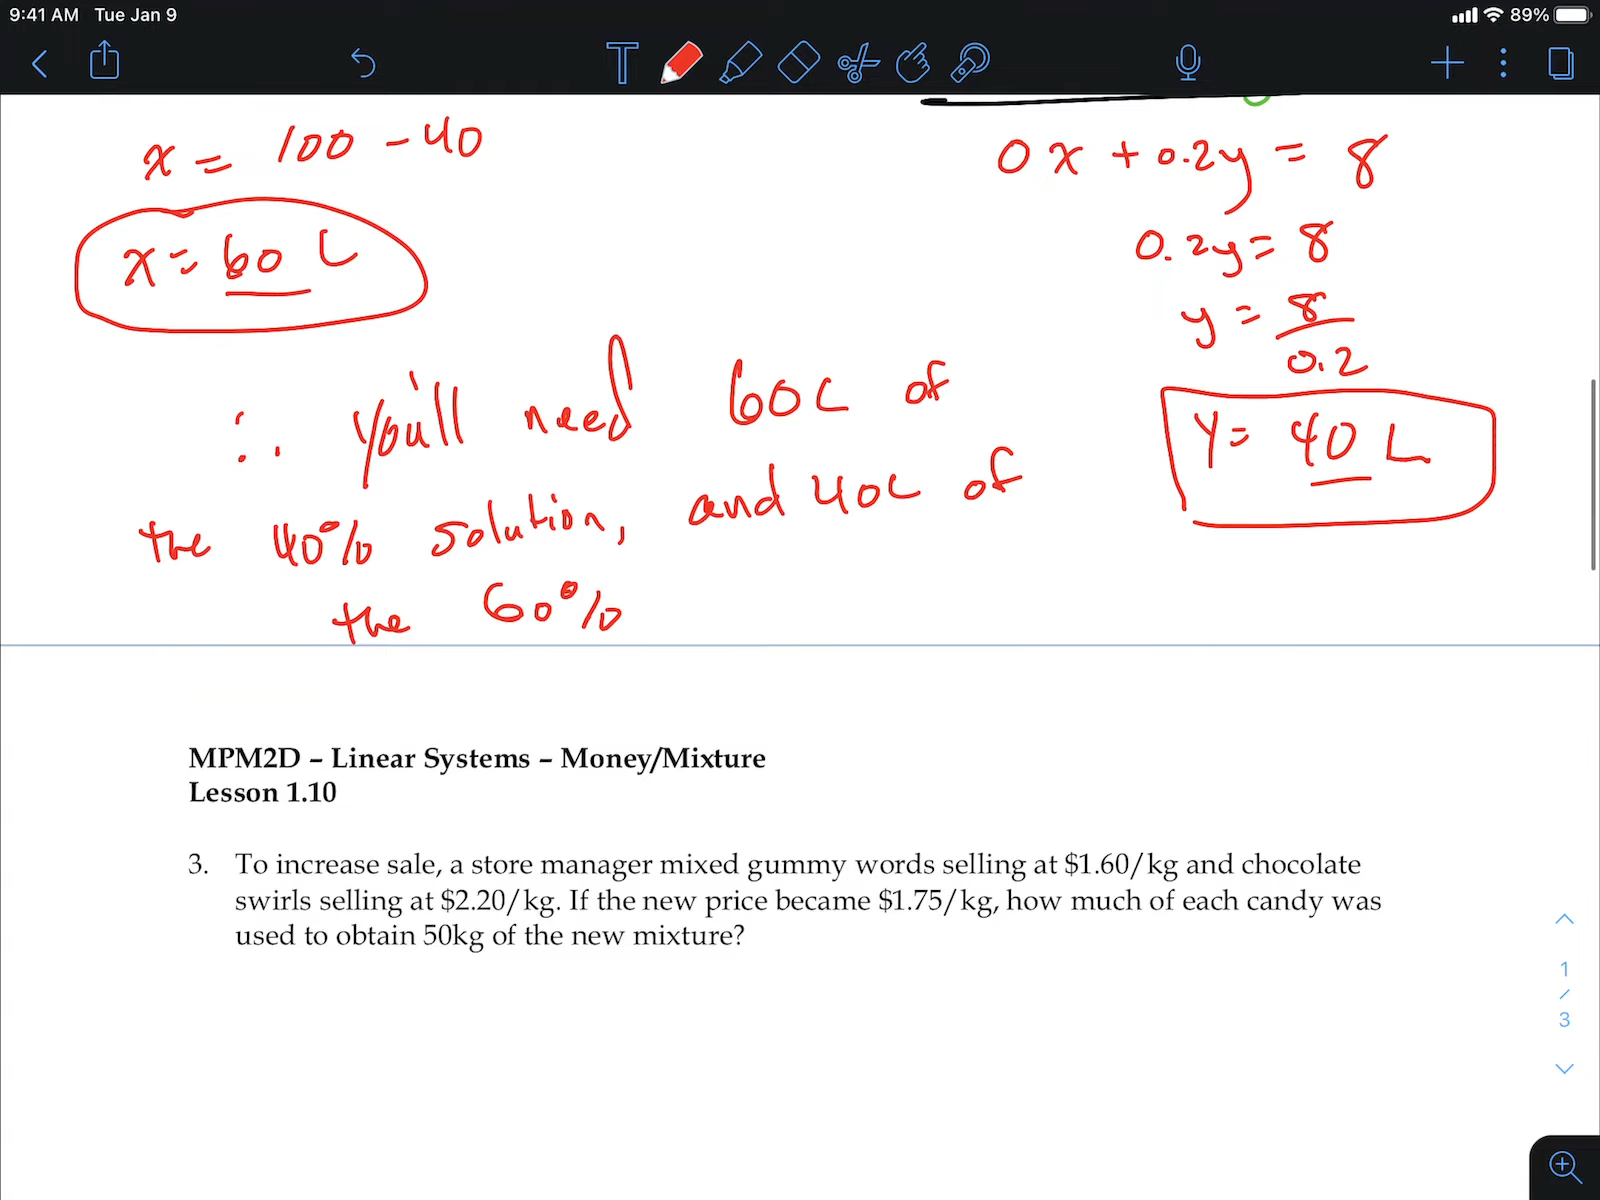 9:41 AM Tue Jan 9
89%
x = 100 - 40
x = 60 L
0x + 0.2y = 8
0.2y = 8
y = 8/0.2
y = 40 L
∴ you'll need 60L of
the 40% solution, and 40L of
the 60%
MPM2D – Linear Systems – Money/Mixture
Lesson 1.10
3. To increase sale, a store manager mixed gummy words selling at $1.60/kg and chocolate
swirls selling at $2.20/kg. If the new price became $1.75/kg, how much of each candy was
used to obtain 50kg of the new mixture?
1
/
3